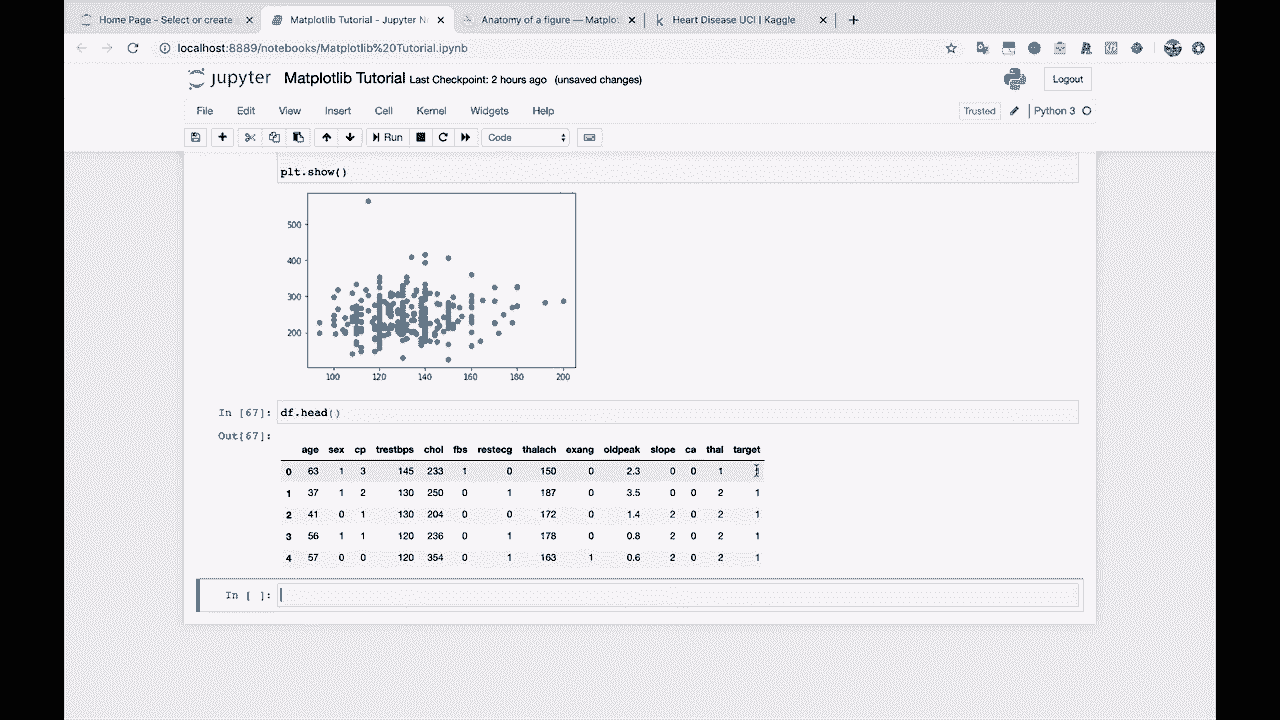 Home Page - Select or create
Matplotlib Tutorial - Jupyter N
Anatomy of a figure — Matplot
Heart Disease UCI | Kaggle
localhost:8889/notebooks/Matplotlib%20Tutorial.ipynb
jupyter Matplotlib Tutorial Last Checkpoint: 2 hours ago (unsaved changes)
Logout
File Edit View Insert Cell Kernel Widgets Help
Trusted Python 3
Run Code
plt.show()
500
400
300
200
100 120 140 160 180 200
In [67]: df.head()
Out[67]:
age sex cp trestbps chol fbs restecg thalach exang oldpeak slope ca thal target
0 63 1 3 145 233 1 0 150 0 2.3 0 0 1 1
1 37 1 2 130 250 0 1 187 0 3.5 0 0 2 1
2 41 0 1 130 204 0 0 172 0 1.4 2 0 2 1
3 56 1 1 120 236 0 1 178 0 0.8 2 0 2 1
4 57 0 0 120 354 0 1 163 1 0.6 2 0 2 1
In [ ]: